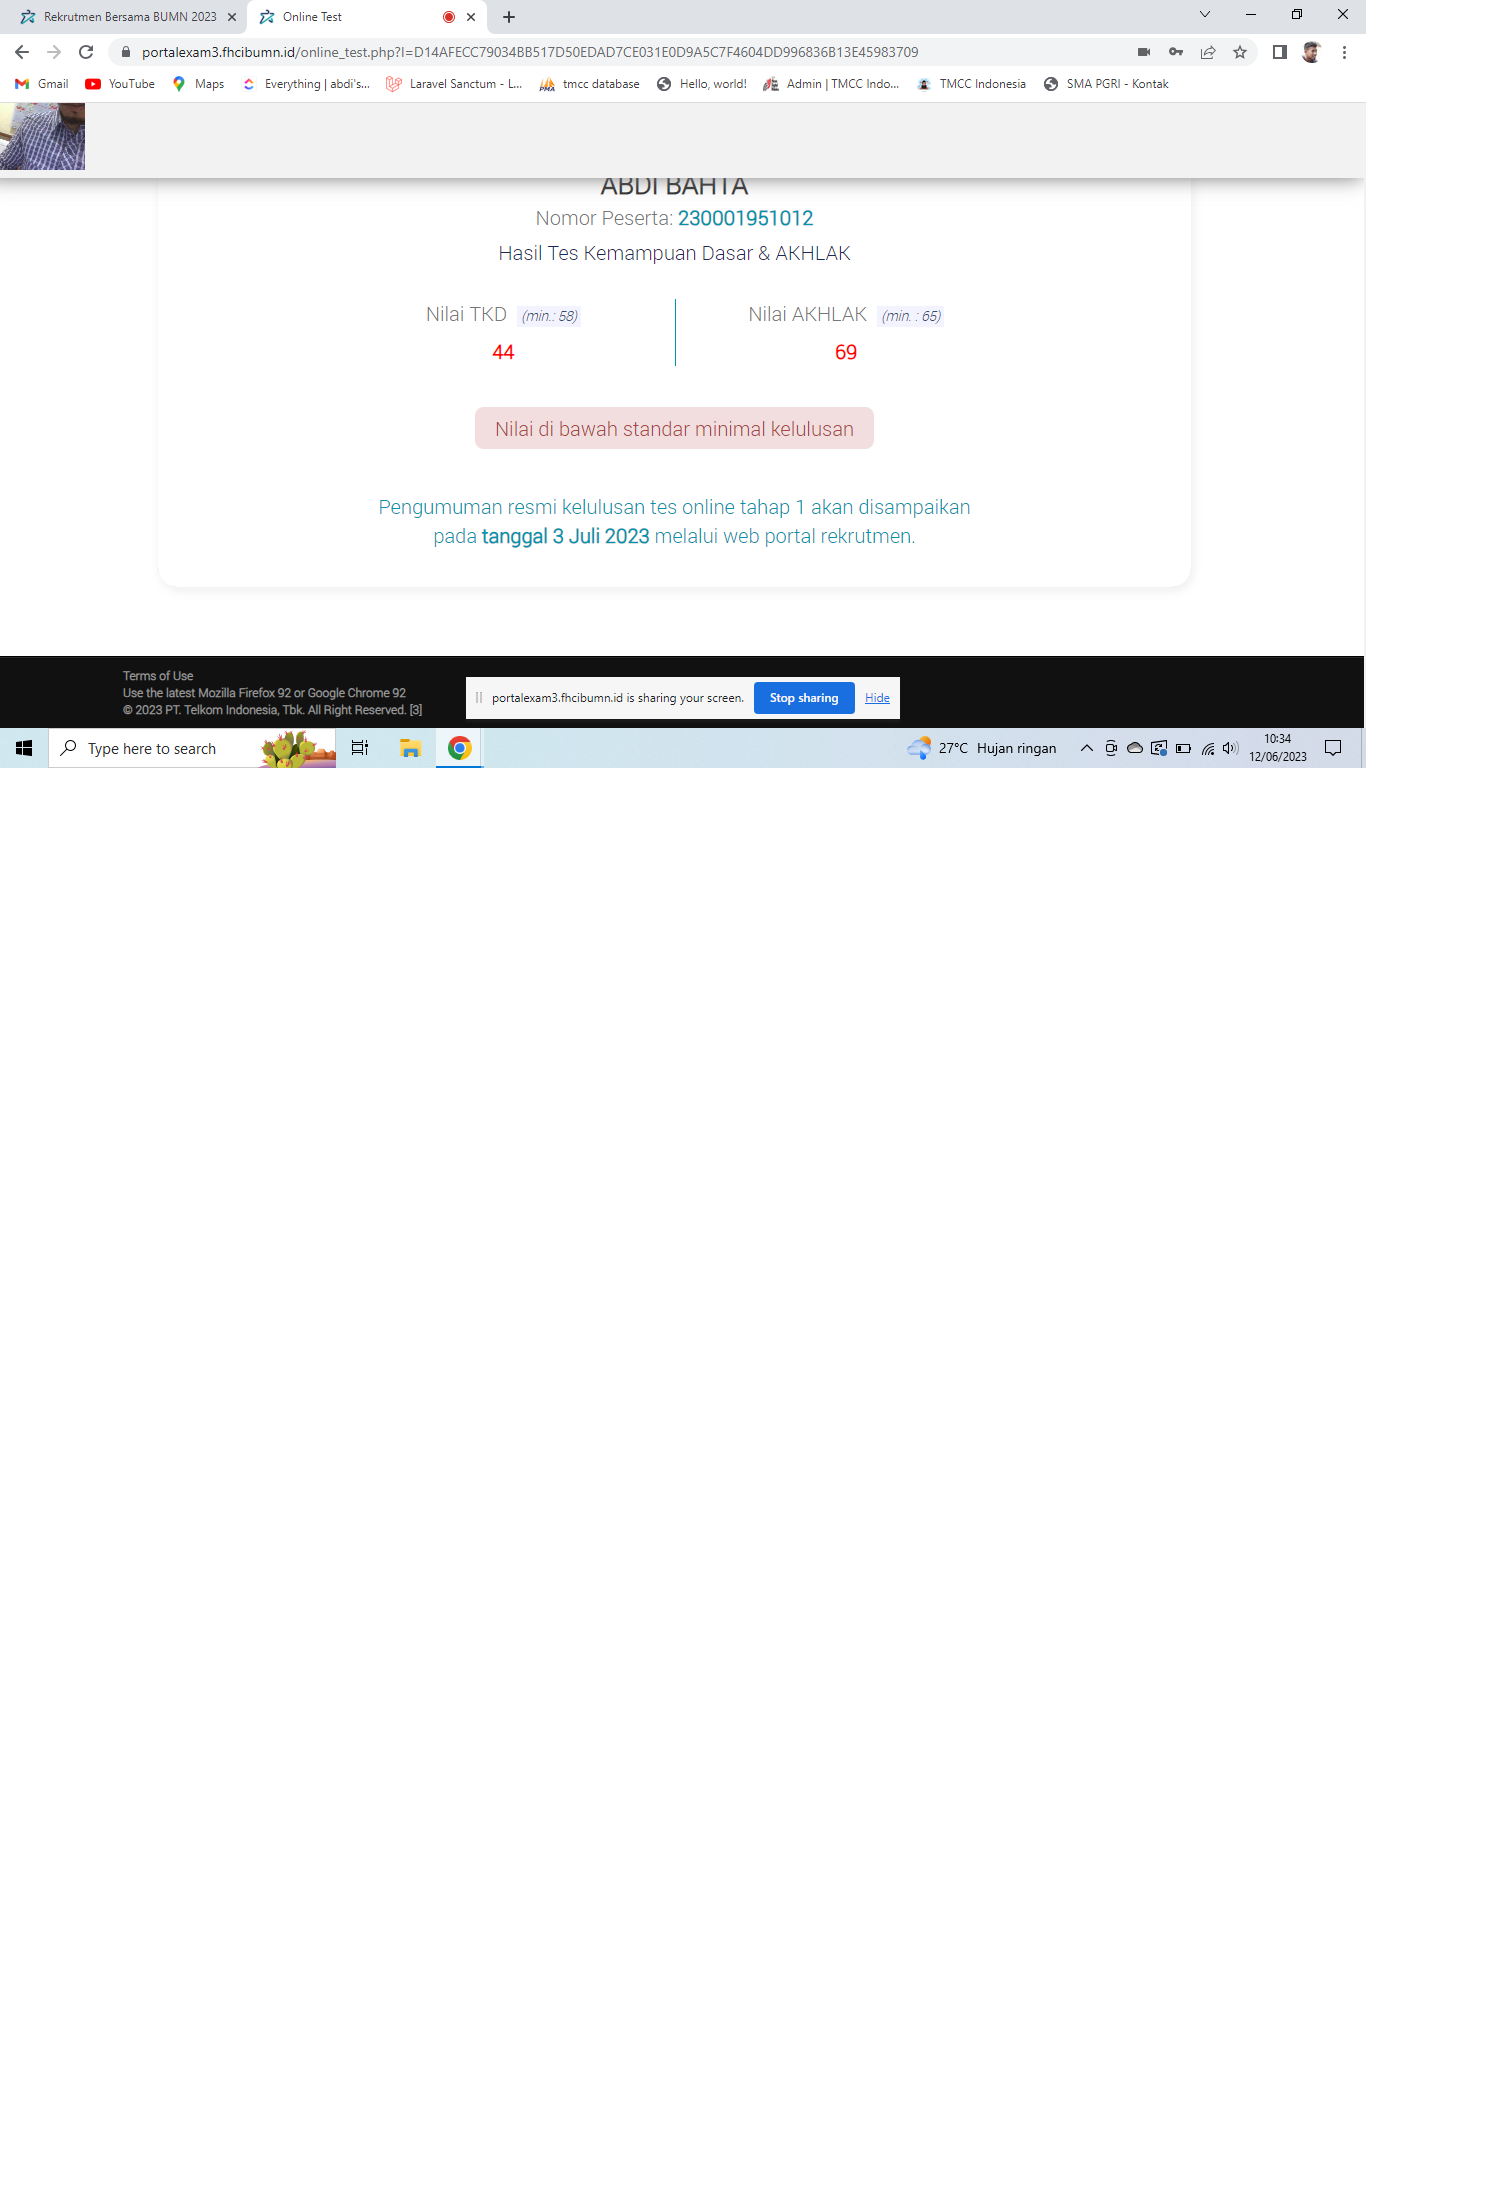 Rekrutmen Bersama BUMN 2023
Online Test
portalexam3.fhcibumn.id/online_test.php?I=D14AFECC79034BB517D50EDAD7CE031E0D9A5C7F4604DD996836B13E45983709
Gmail YouTube Maps Everything | abdi's... Laravel Sanctum - L... tmcc database Hello, world! Admin | TMCC Indo... TMCC Indonesia SMA PGRI - Kontak
ABDI BAHTA
Nomor Peserta: 230001951012
Hasil Tes Kemampuan Dasar & AKHLAK
Nilai TKD (min.: 58)
44
Nilai AKHLAK (min. : 65)
69
Nilai di bawah standar minimal kelulusan
Pengumuman resmi kelulusan tes online tahap 1 akan disampaikan
pada tanggal 3 Juli 2023 melalui web portal rekrutmen.
Terms of Use
Use the latest Mozilla Firefox 92 or Google Chrome 92
© 2023 PT. Telkom Indonesia, Tbk. All Right Reserved. [3]
portalexam3.fhcibumn.id is sharing your screen. Stop sharing Hide
Type here to search
27°C Hujan ringan
10:34
12/06/2023